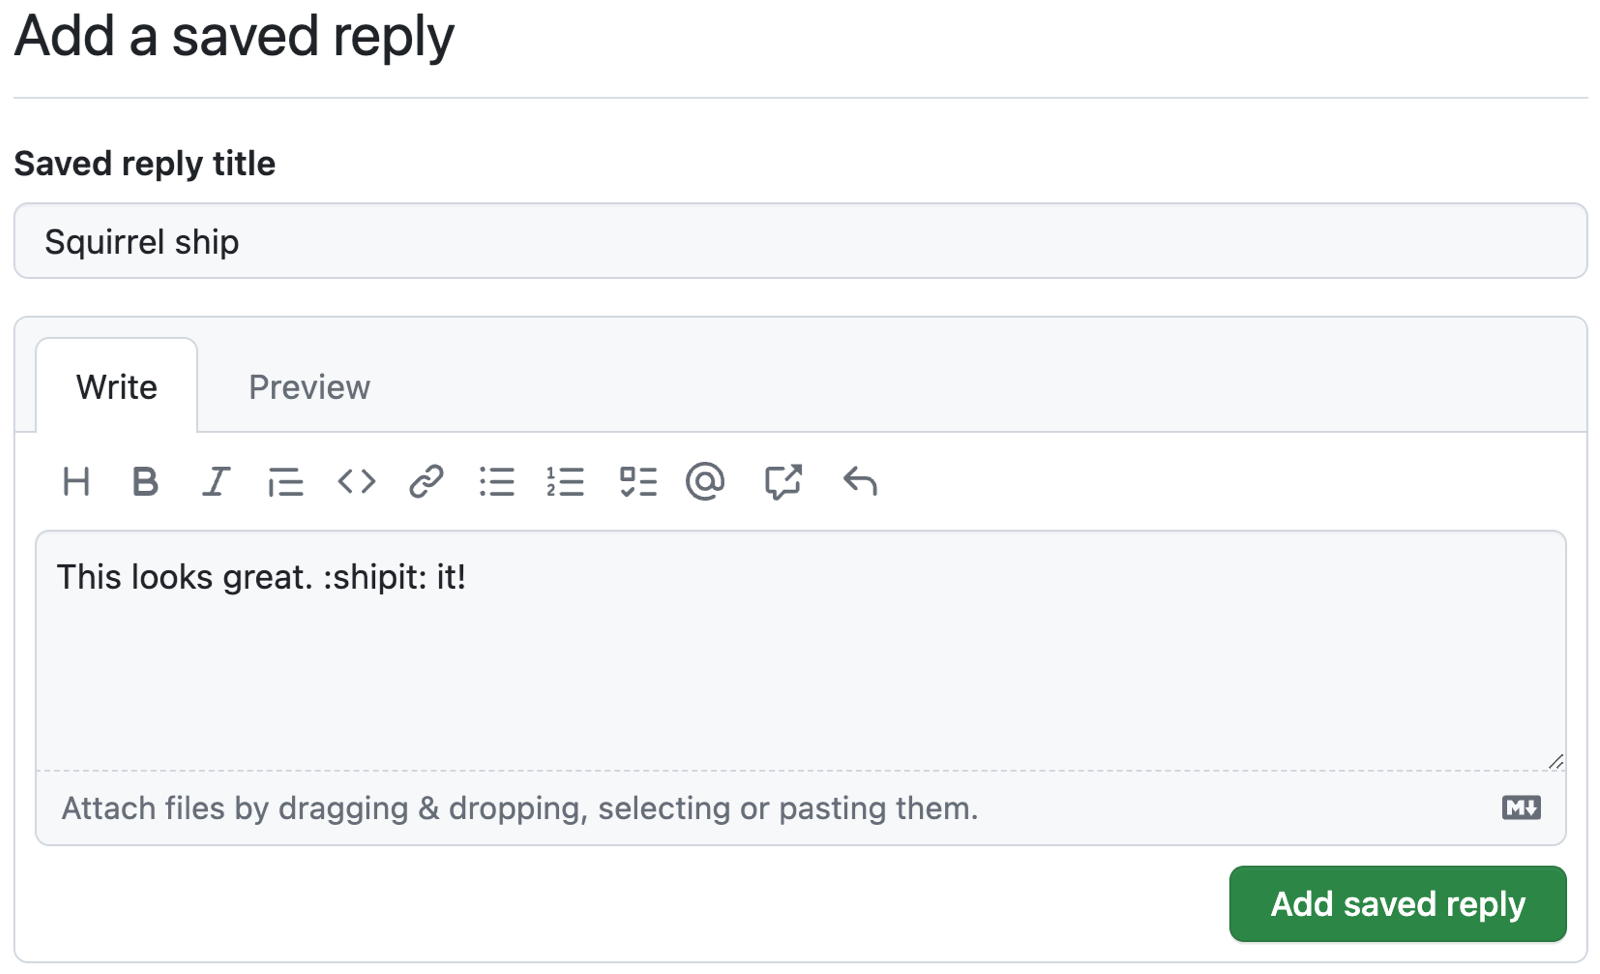 Add a saved reply
Saved reply title
Squirrel ship
Write Preview
H B I @
This looks great. :shipit: it!
Attach files by dragging & dropping, selecting or pasting them.
M
Add saved reply